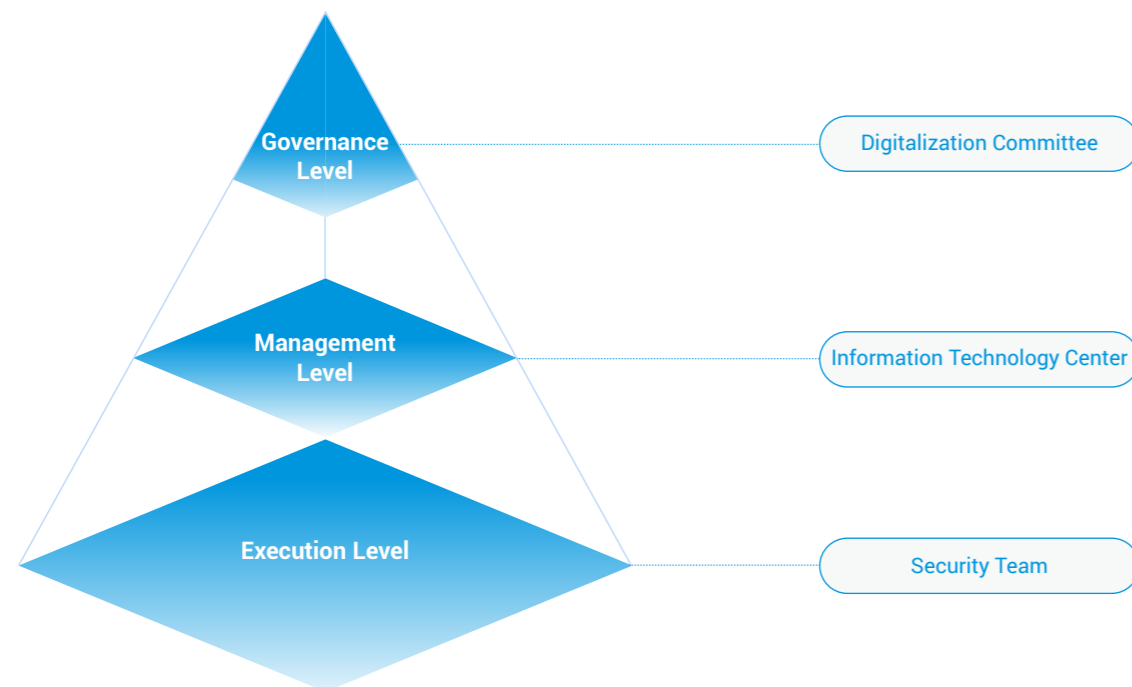 Governance
Level
Digitalization Committee
Management
Level
Information Technology Center
Execution Level
Security Team